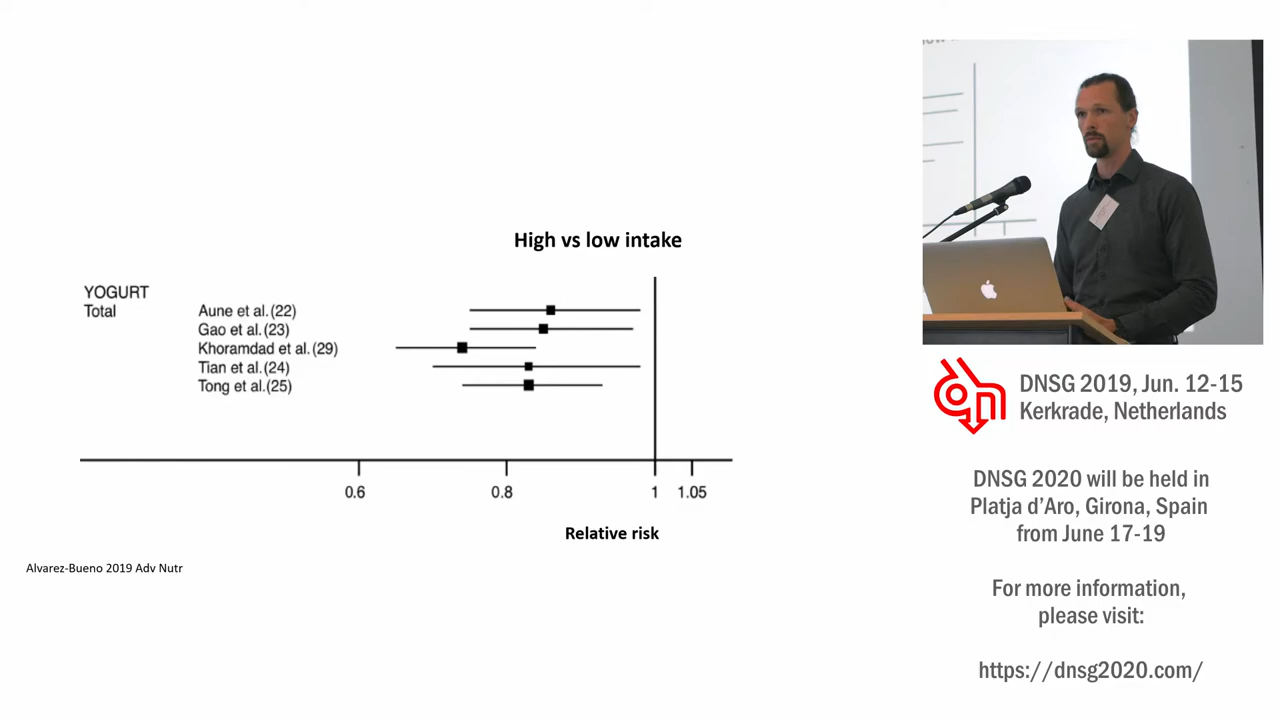 High vs low intake
YOGURT
Total
Aune et al.(22)
Gao et al.(23)
Khoramdad et al.(29)
Tian et al.(24)
Tong et al.(25)
0.6 0.8 1 1.05
Relative risk
Alvarez-Bueno 2019 Adv Nutr
DNSG 2019, Jun. 12-15
Kerkrade, Netherlands
DNSG 2020 will be held in
Platja d’Aro, Girona, Spain
from June 17-19
For more information,
please visit:
https://dnsg2020.com/